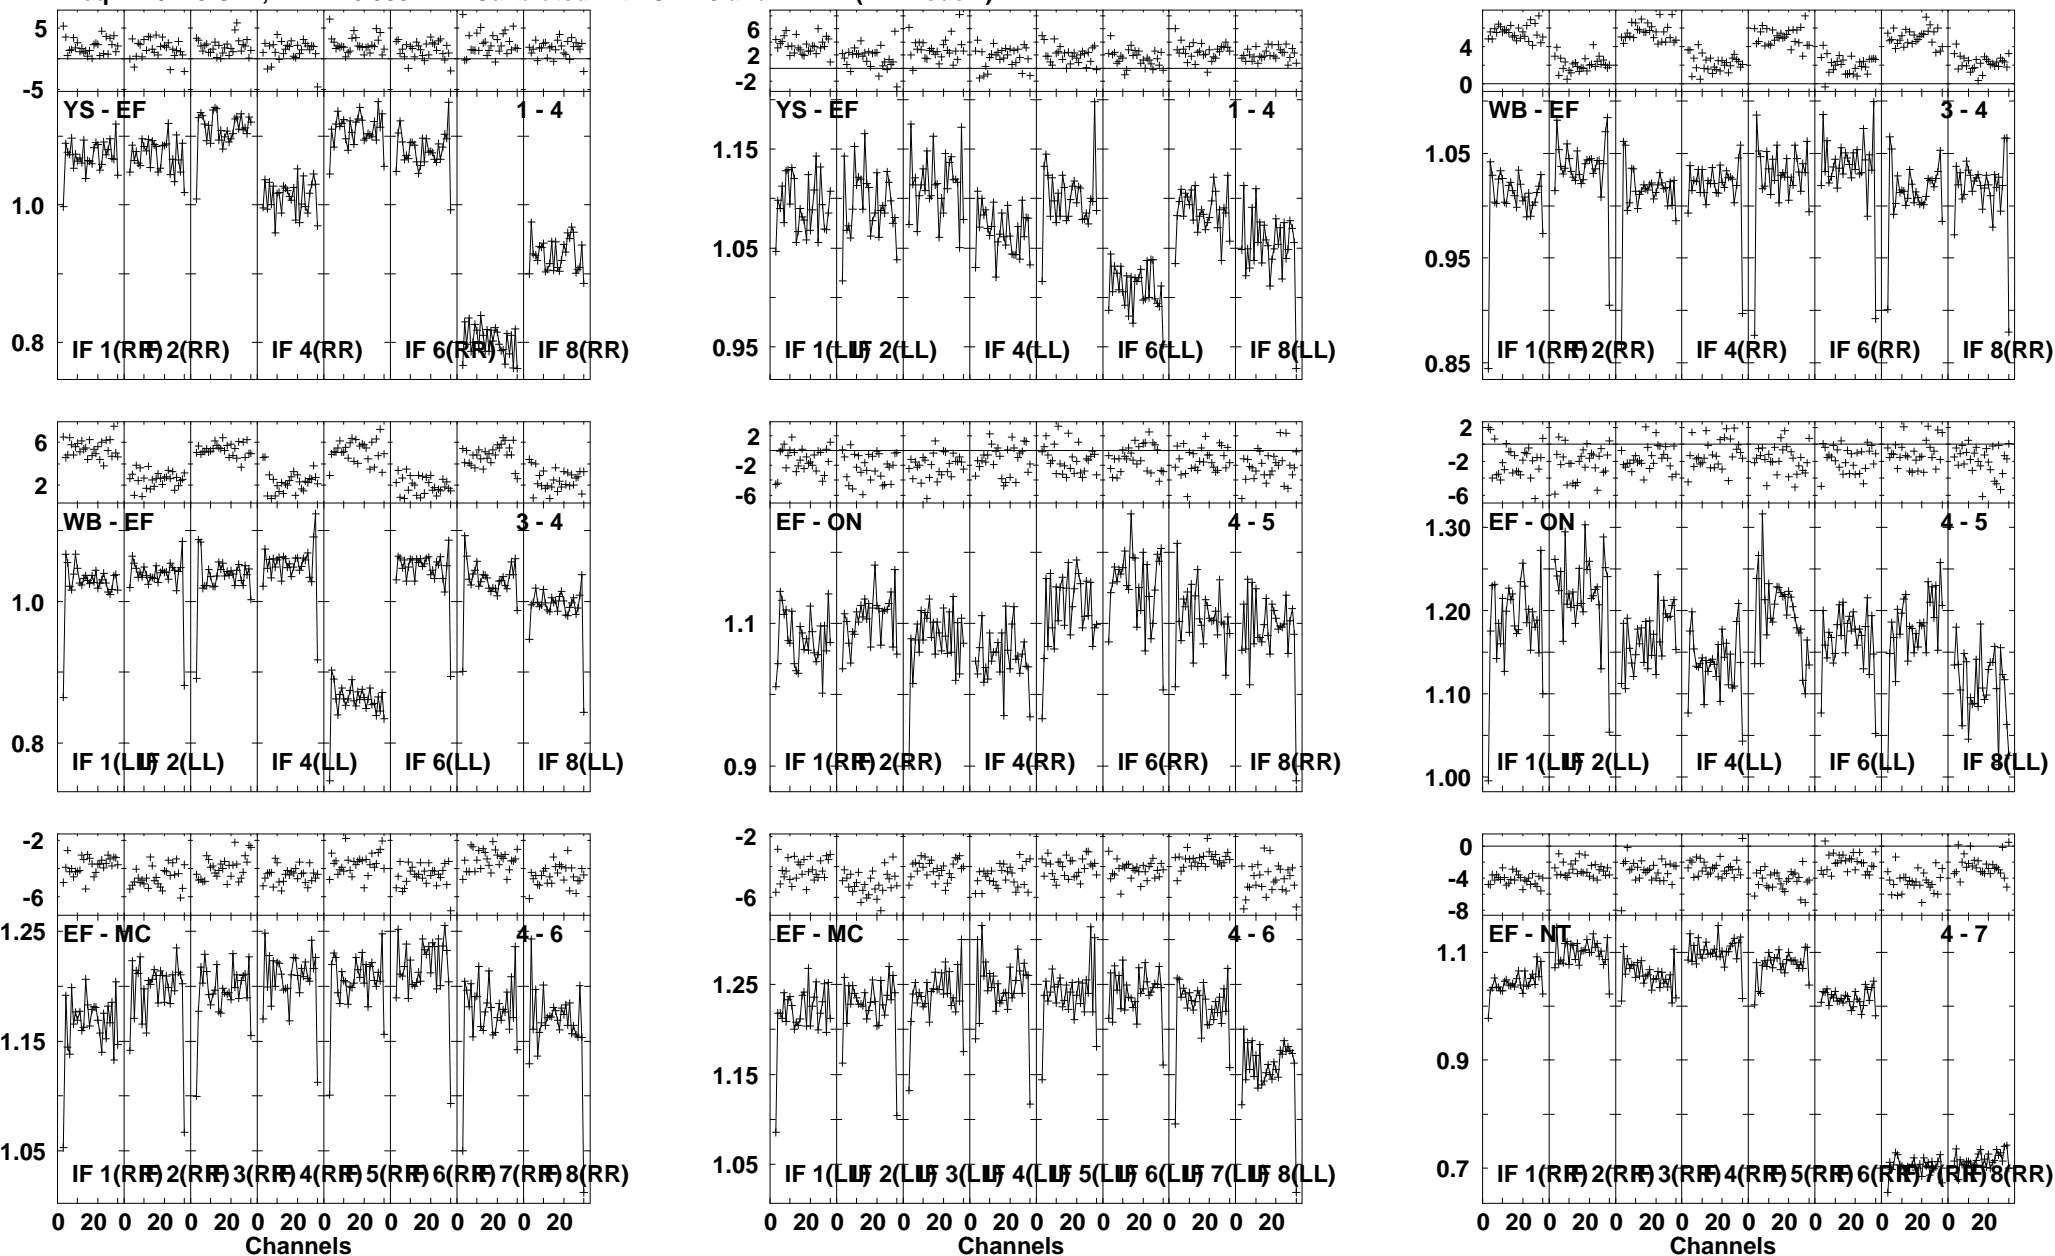 5
-5
YS - EF 1 - 4
1.0
0.8
IF 1(RR) IF 2(RR) IF 4(RR) IF 6(RR) IF 8(RR)
6
2
-2
YS - EF 1 - 4
1.15
1.05
0.95
IF 1(LL) IF 2(LL) IF 4(LL) IF 6(LL) IF 8(LL)
4
0
WB - EF 3 - 4
1.05
0.95
0.85
IF 1(RR) IF 2(RR) IF 4(RR) IF 6(RR) IF 8(RR)
6
2
WB - EF 3 - 4
1.0
0.8
IF 1(LL) IF 2(LL) IF 4(LL) IF 6(LL) IF 8(LL)
2
-2
-6
EF - ON 4 - 5
1.1
0.9
IF 1(RR) IF 2(RR) IF 4(RR) IF 6(RR) IF 8(RR)
2
-2
-6
EF - ON 4 - 5
1.30
1.20
1.10
1.00
IF 1(LL) IF 2(LL) IF 4(LL) IF 6(LL) IF 8(LL)
-2
-6
EF - MC 4 - 6
1.25
1.15
1.05
IF 1(RR) IF 2(RR) IF 3(RR) IF 4(RR) IF 5(RR) IF 6(RR) IF 7(RR) IF 8(RR)
0 20 0 20 0 20 0 20 0 20 0 20 0 20 0 20
Channels
-2
-6
EF - MC 4 - 6
1.25
1.15
1.05
IF 1(LL) IF 2(LL) IF 3(LL) IF 4(LL) IF 5(LL) IF 6(LL) IF 7(LL) IF 8(LL)
0 20 0 20 0 20 0 20 0 20 0 20 0 20 0 20
Channels
0
-4
-8
EF - NT 4 - 7
1.1
0.9
0.7
IF 1(RR) IF 2(RR) IF 3(RR) IF 4(RR) IF 5(RR) IF 6(RR) IF 7(RR) IF 8(RR)
0 20 0 20 0 20 0 20 0 20 0 20 0 20 0 20
Channels